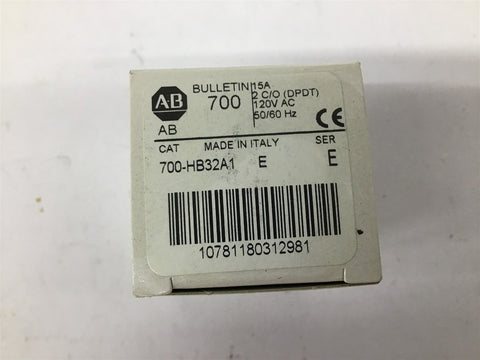 AB BULLETIN 15A
700 2 C/O (DPDT)
120V AC
50/60 Hz
AB CE
CAT MADE IN ITALY SER
700-HB32A1 E E
10781180312981